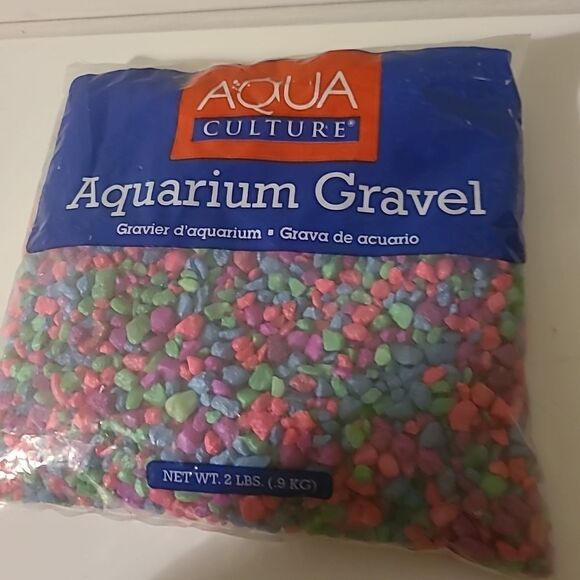 AQUA
CULTURE®
Aquarium Gravel
Gravier d'aquarium ▪ Grava de acuario
NET WT. 2 LBS. (.9 KG)